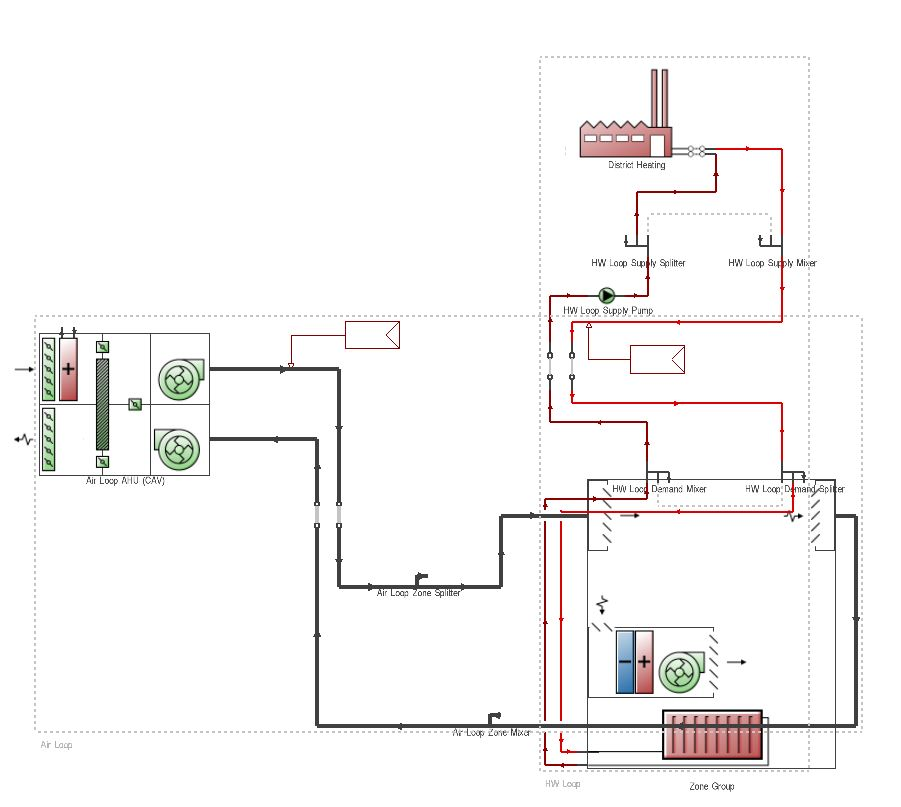 District Heating
HW Loop Supply Splitter
HW Loop Supply Mixer
HW Loop Supply Pump
Air Loop AHU (CAV)
HW Loop Demand Mixer
HW Loop Demand Splitter
Air Loop Zone Splitter
Air Loop Zone Mixer
Air Loop
HW Loop
Zone Group